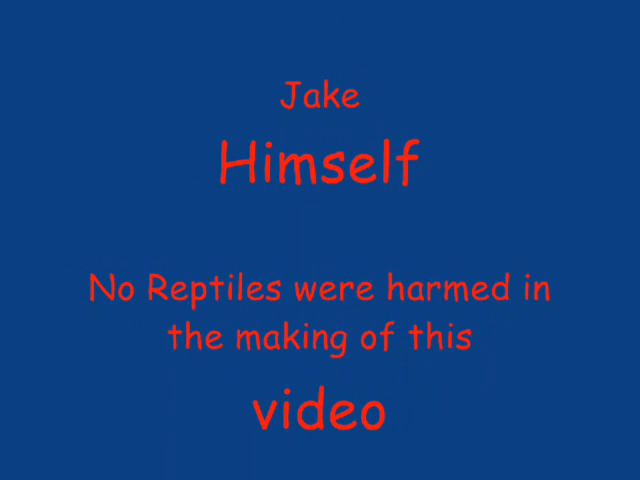 Jake
Himself
No Reptiles were harmed in
the making of this
video